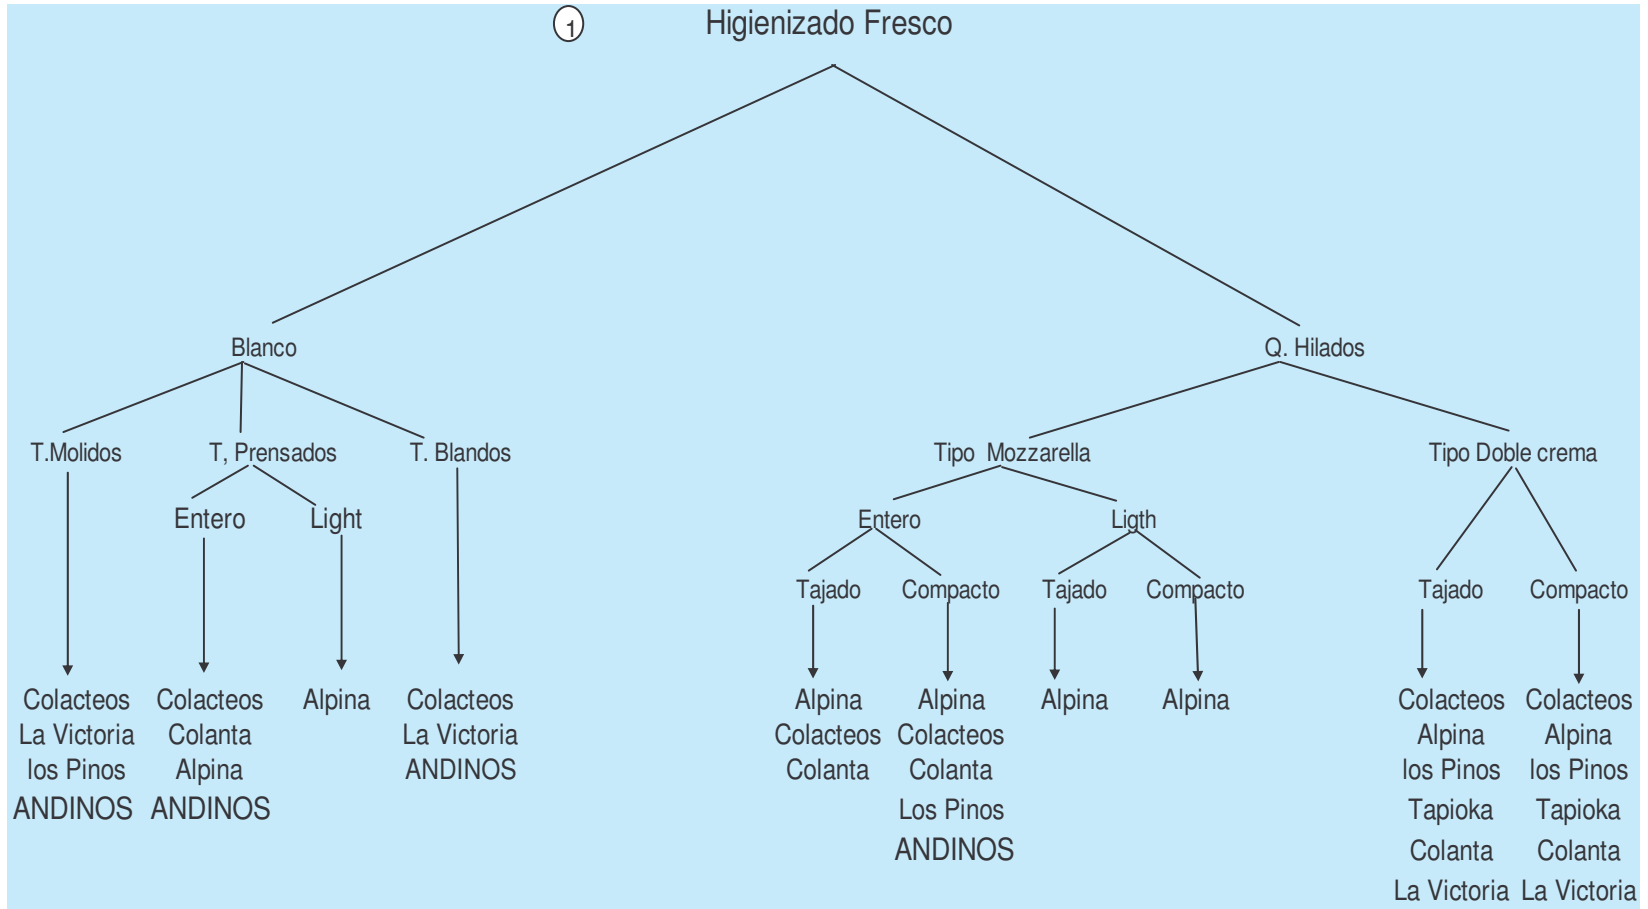 1
Higienizado Fresco
Blanco
Q. Hilados
T.Molidos
T, Prensados
T. Blandos
Tipo Mozzarella
Tipo Doble crema
Entero
Light
Entero
Ligth
Tajado
Compacto
Tajado
Compacto
Tajado
Compacto
Colacteos
La Victoria
los Pinos
ANDINOS
Colacteos
Colanta
Alpina
ANDINOS
Alpina
Colacteos
La Victoria
ANDINOS
Alpina
Colacteos
Colanta
Alpina
Colacteos
Colanta
Los Pinos
ANDINOS
Alpina
Alpina
Colacteos
Alpina
los Pinos
Tapioka
Colanta
La Victoria
Colacteos
Alpina
los Pinos
Tapioka
Colanta
La Victoria